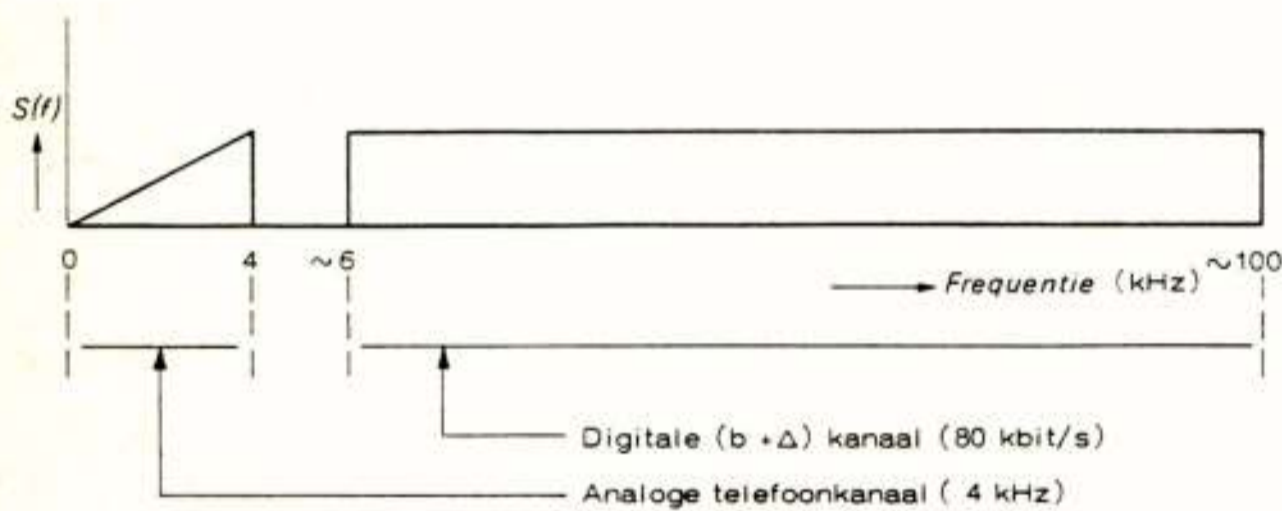 S(f)
0 4 ~6 ~100
Frequentie (kHz)
Digitale (b +Δ) kanaal (80 kbit/s)
Analoge telefoonkanaal ( 4 kHz)